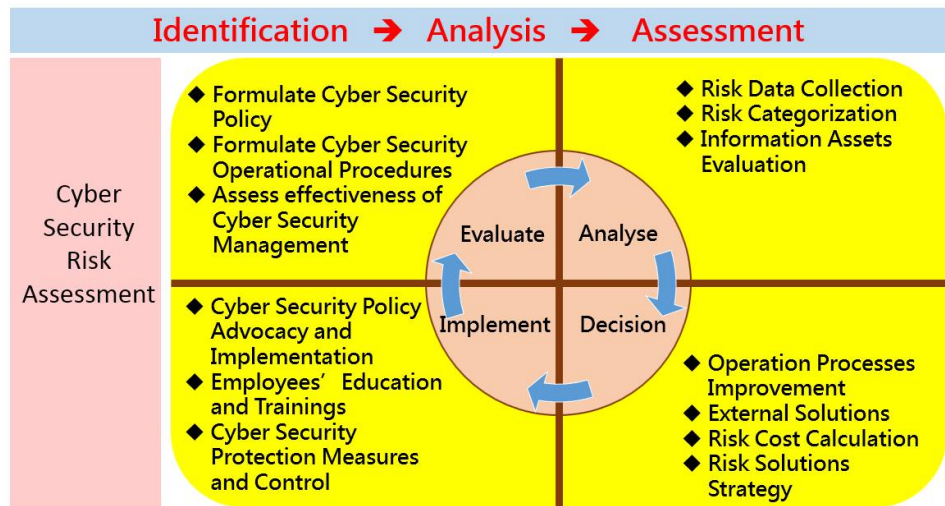 Identification ➔ Analysis ➔ Assessment
Cyber
Security
Risk
Assessment
◆ Formulate Cyber Security
Policy
◆ Formulate Cyber Security
Operational Procedures
◆ Assess effectiveness of
Cyber Security
Management
◆ Risk Data Collection
◆ Risk Categorization
◆ Information Assets
Evaluation
Evaluate
Analyse
Implement
Decision
◆ Cyber Security Policy
Advocacy and
Implementation
◆ Employees’ Education
and Trainings
◆ Cyber Security
Protection Measures
and Control
◆ Operation Processes
Improvement
◆ External Solutions
◆ Risk Cost Calculation
◆ Risk Solutions
Strategy